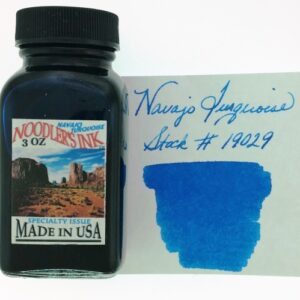 NAVAJO
TURQUOISE
NOODLER'S INK
3 OZ
SPECIALTY ISSUE
MADE IN USA
Navajo Turquoise
Stock # 19029